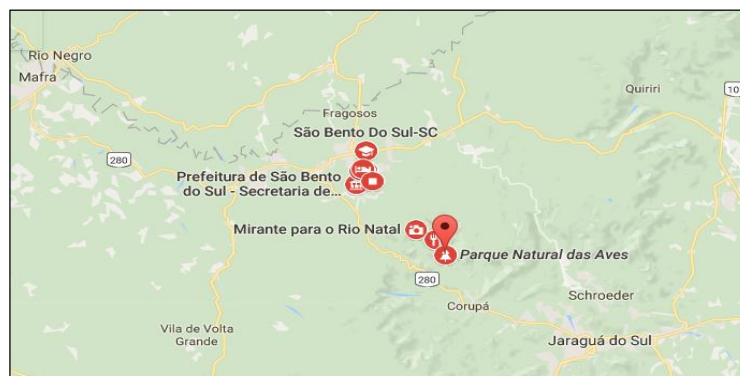 Rio Negro
Mafra
Quiriri
10
Fragosos
São Bento Do Sul-SC
280
Prefeitura de São Bento
do Sul - Secretaria de...
Mirante para o Rio Natal
Parque Natural das Aves
280
Corupá
Schroeder
Vila de Volta
Grande
Jaraguá do Sul